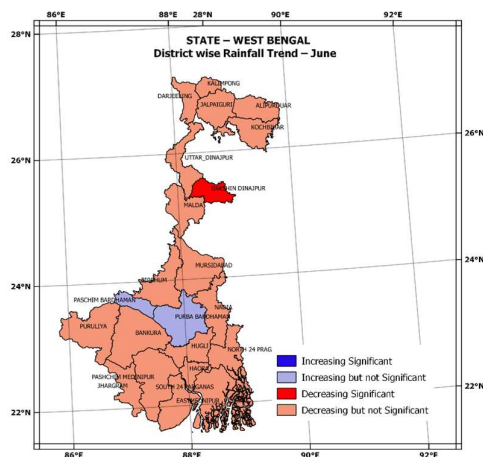 86°E 88°E 28°E 90°E 92°E
28°N
STATE – WEST BENGAL
District wise Rainfall Trend – June
KALIMPONG
DARJEELING
JALPAIGURI
ALIPURDUAR
KOCHBIHAR
26°N
26°N
UTTAR_DINAJPUR
DAKSHIN DINAJPUR
MALDA
24°N
24°N
MURSIDABAD
BIRBHUM
PASCHIM BARDHAMAN
NADIA
PURBA BARDHAMAN
PURULIYA
BANKURA
HUGLI
NORTH 24 PRAG
PASHCHIM MEDINIPUR
HAORA
JHARGRAM
SOUTH 24 PARGANAS
EAST MEDNIPUR
Increasing Significant
Increasing but not Significant
Decreasing Significant
Decreasing but not Significant
22°N
22°N
86°E 88°E 90°E 92°E